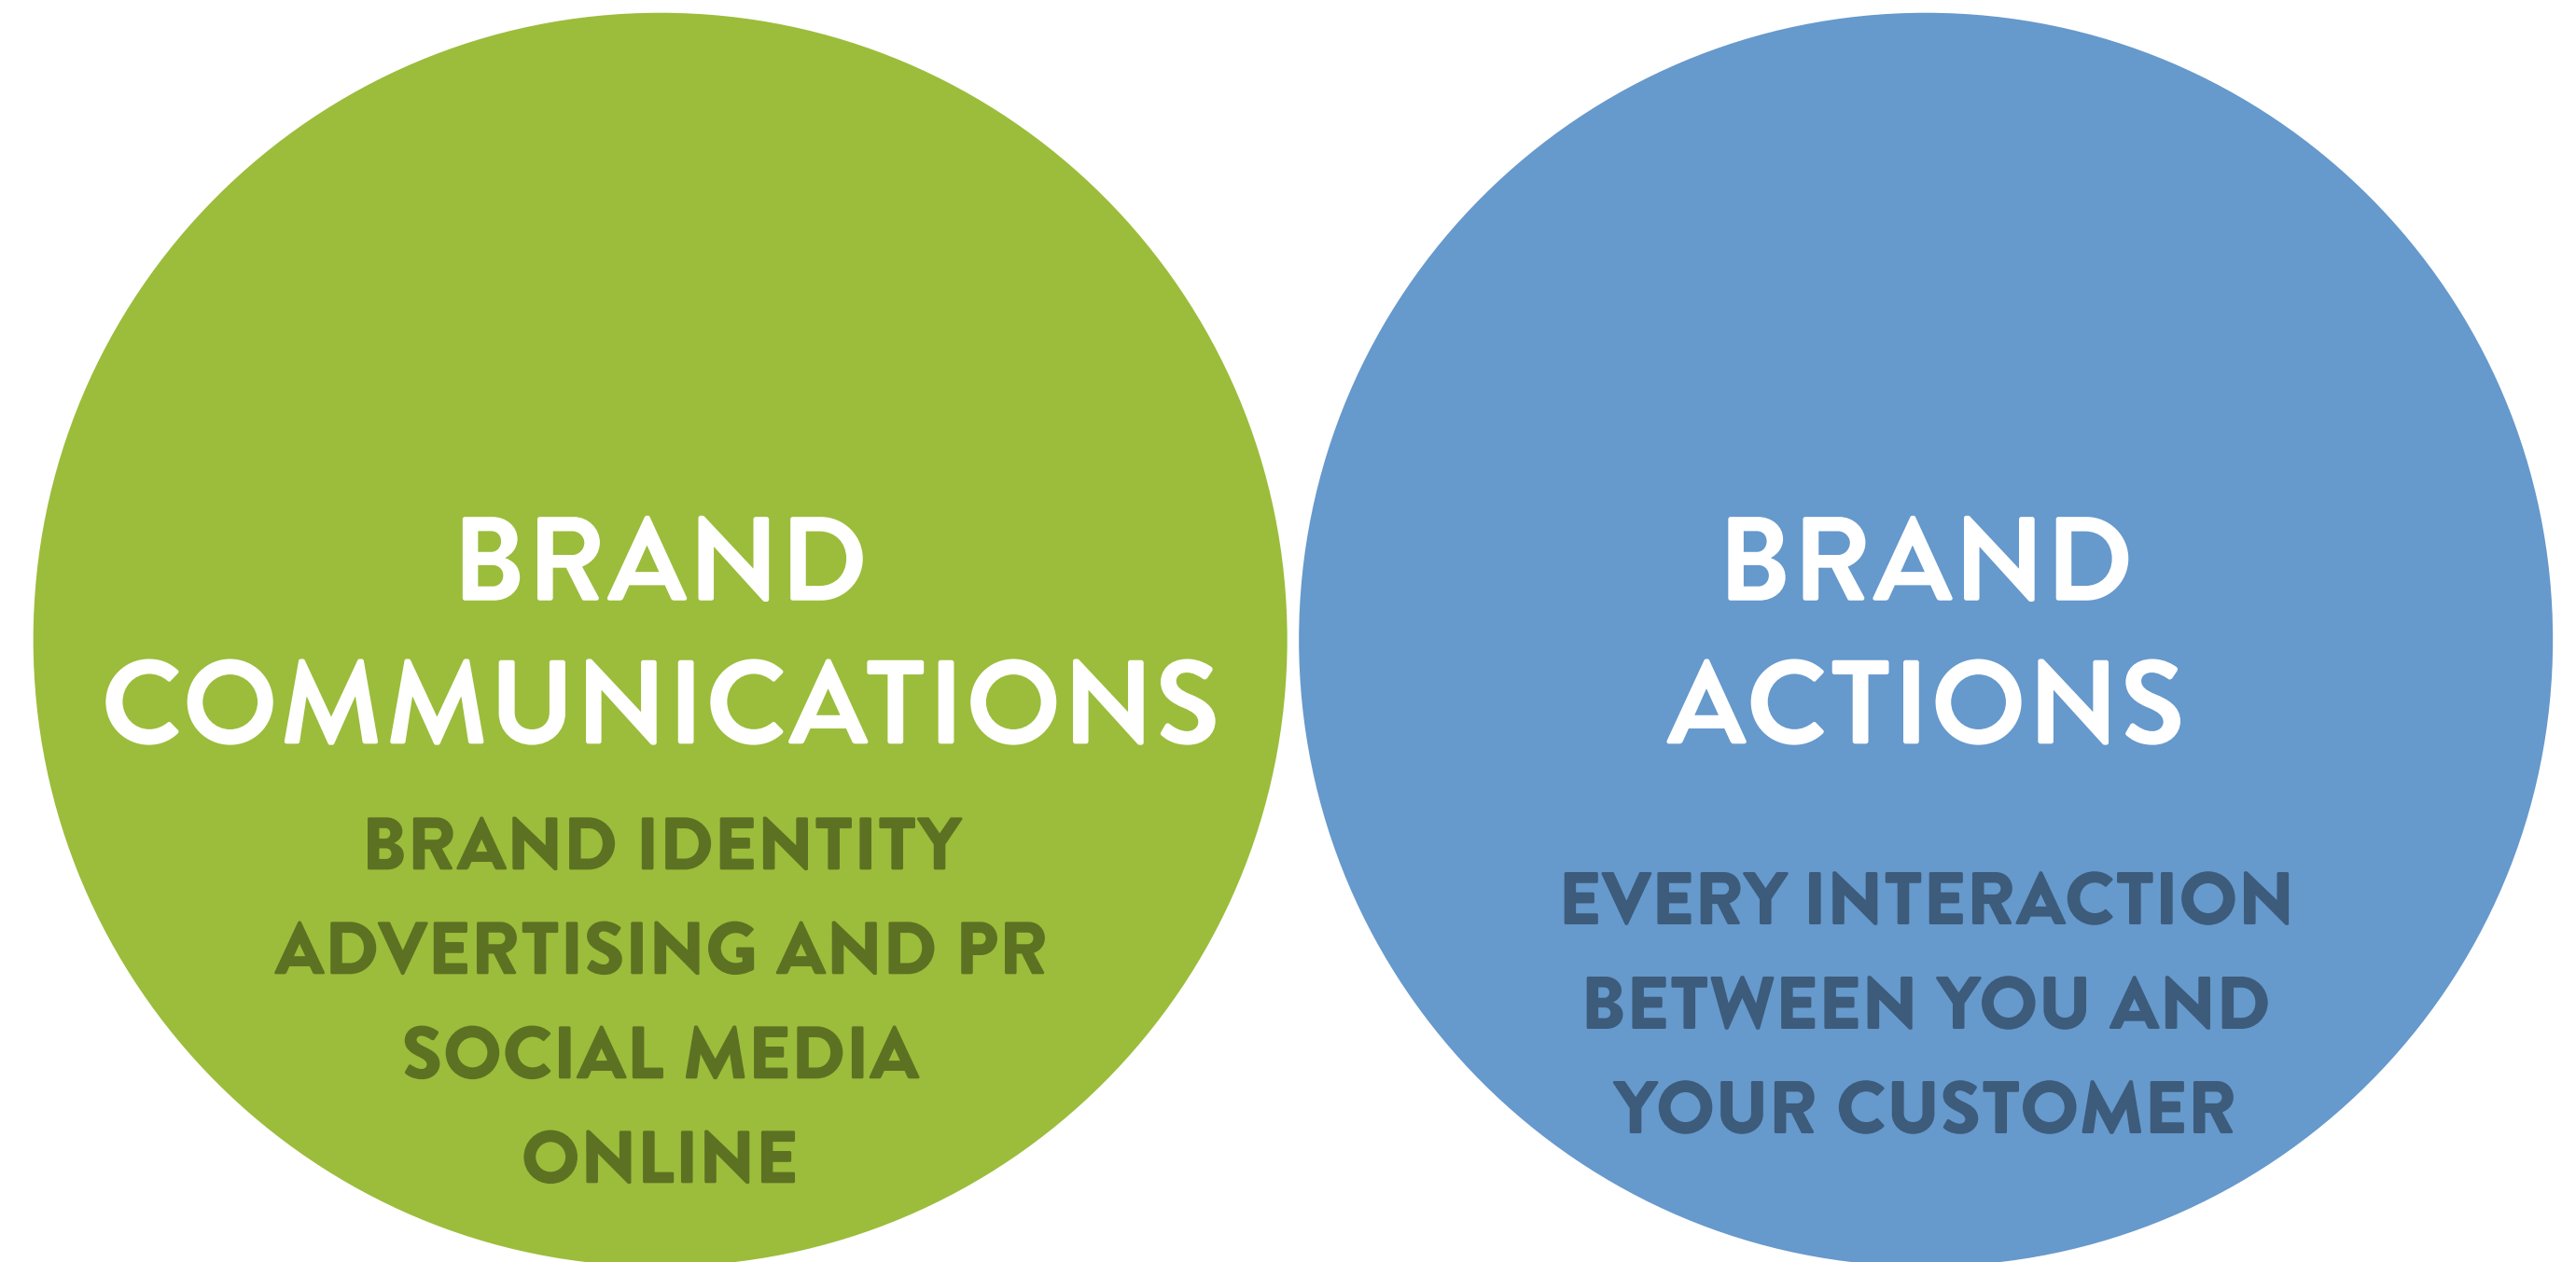 BRAND
COMMUNICATIONS
BRAND IDENTITY
ADVERTISING AND PR
SOCIAL MEDIA
ONLINE
BRAND
ACTIONS
EVERY INTERACTION
BETWEEN YOU AND
YOUR CUSTOMER